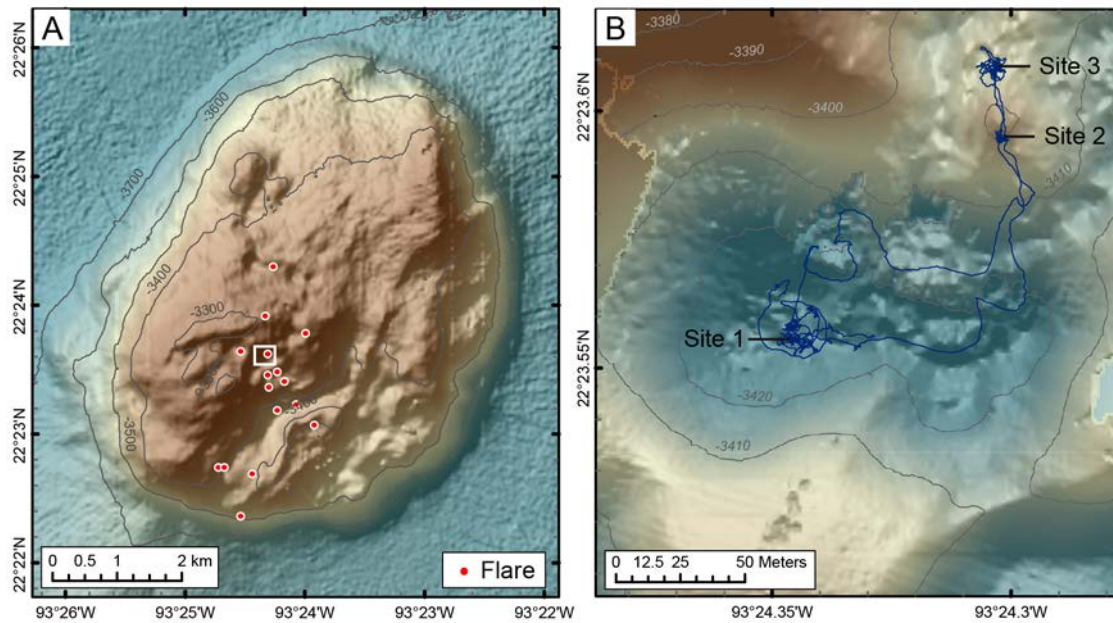 A
22°26'N
22°25'N
22°24'N
22°23'N
22°22'N
-3600
-3700
-3400
-3300
-3500
-3400
0 0.5 1 2 km
Flare
93°26'W 93°25'W 93°24'W 93°23'W 93°22'W
B
-3380
-3390
-3400
Site 3
22°23.6'N
Site 2
-3410
Site 1
22°23.55'N
-3420
-3410
0 12.5 25 50 Meters
93°24.35'W 93°24.3'W